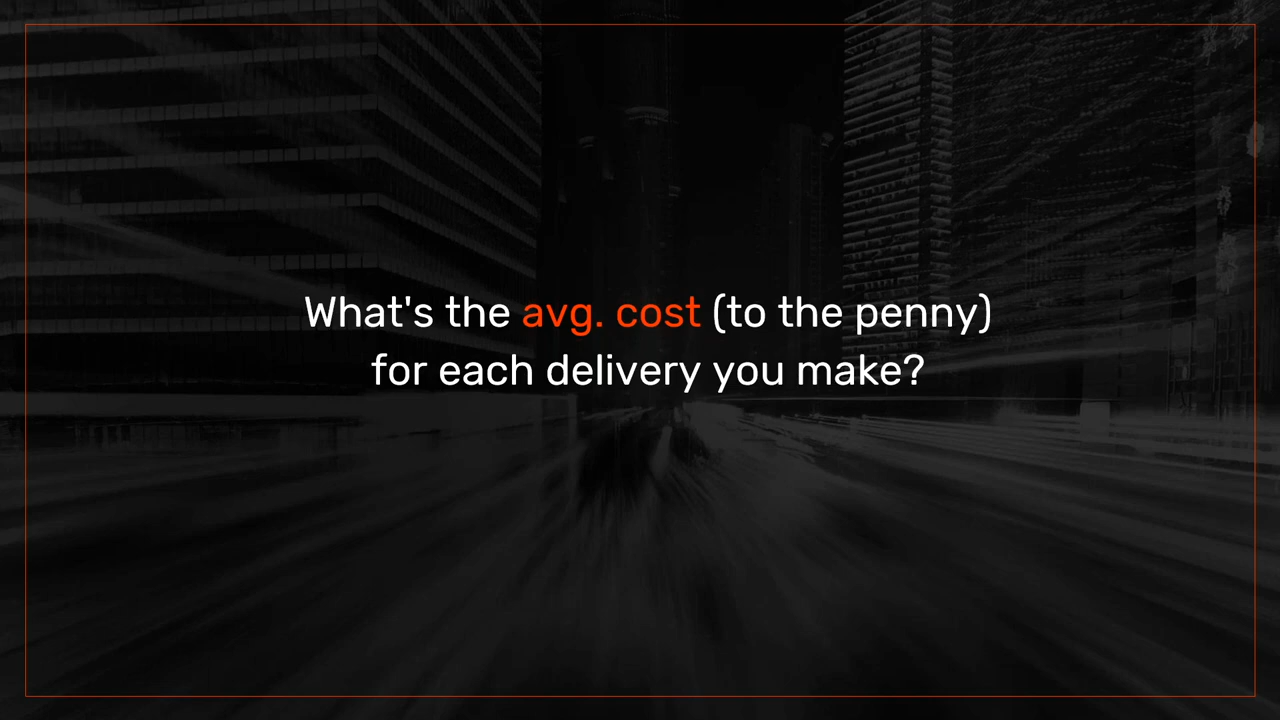 What's the avg. cost (to the penny)
for each delivery you make?